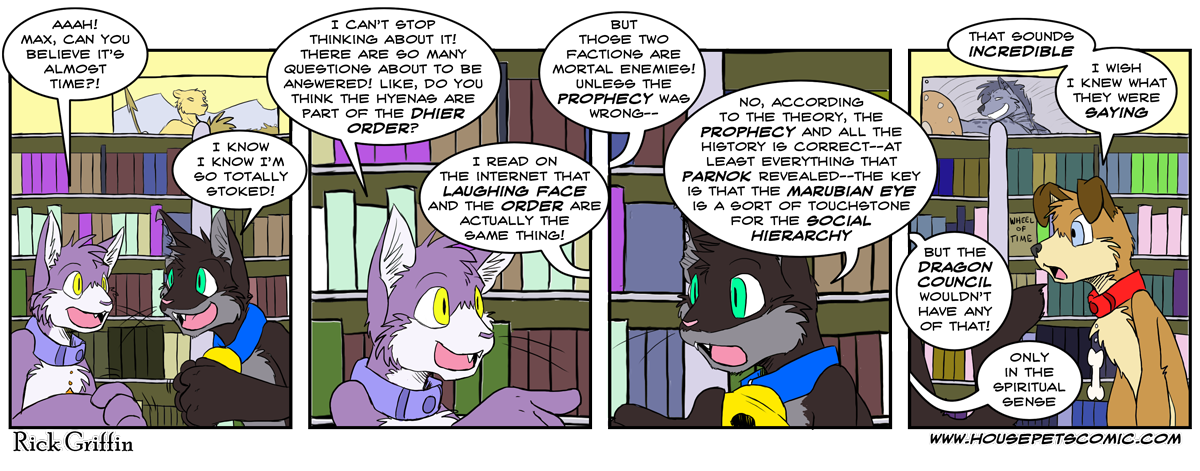 AAAH!
MAX, CAN YOU
BELIEVE IT'S
ALMOST
TIME?!
I KNOW
I KNOW I'M
SO TOTALLY
STOKED!
I CAN'T STOP
THINKING ABOUT IT!
THERE ARE SO MANY
QUESTIONS ABOUT TO BE
ANSWERED! LIKE, DO YOU
THINK THE HYENAS ARE
PART OF THE DHIER
ORDER?
I READ ON
THE INTERNET THAT
LAUGHING FACE
AND THE ORDER ARE
ACTUALLY THE
SAME THING!
BUT
THOSE TWO
FACTIONS ARE
MORTAL ENEMIES!
UNLESS THE
PROPHECY WAS
WRONG--
NO, ACCORDING
TO THE THEORY, THE
PROPHECY AND ALL THE
HISTORY IS CORRECT--AT
LEAST EVERYTHING THAT
PARNOK REVEALED--THE KEY
IS THAT THE MARUBIAN EYE
IS A SORT OF TOUCHSTONE
FOR THE SOCIAL
HIERARCHY
THAT SOUNDS
INCREDIBLE
I WISH
I KNEW WHAT
THEY WERE
SAYING
WHEEL
OF
TIME
BUT THE
DRAGON
COUNCIL
WOULDN'T
HAVE ANY
OF THAT!
ONLY
IN THE
SPIRITUAL
SENSE
Rick Griffin
WWW.HOUSEPETSCOMIC.COM